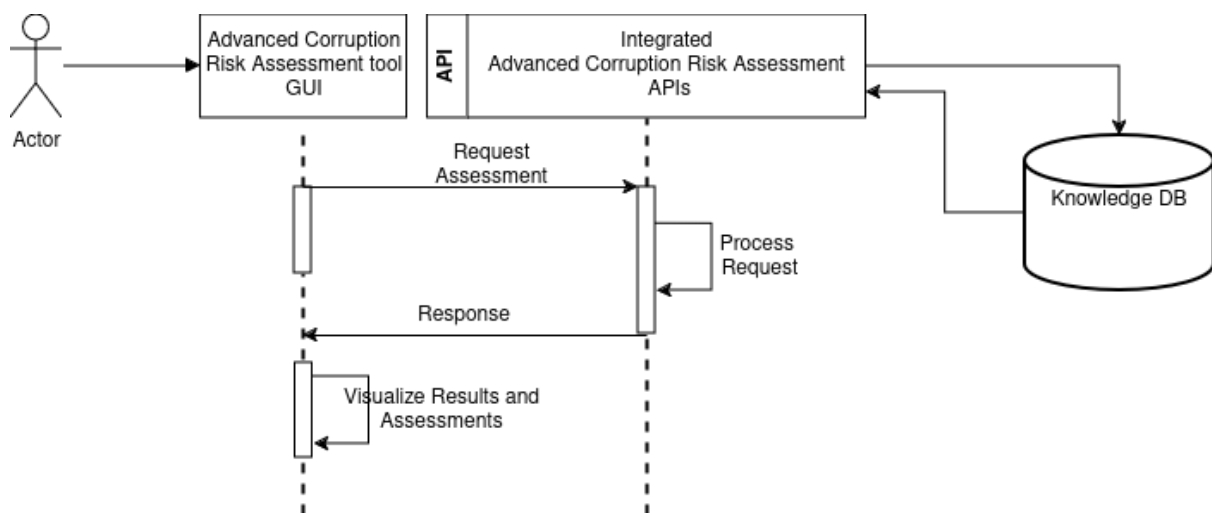 Actor
Advanced Corruption
Risk Assessment tool
GUI
API
Integrated
Advanced Corruption Risk Assessment
APIs
Knowledge DB
Request
Assessment
Process
Request
Response
Visualize Results and
Assessments